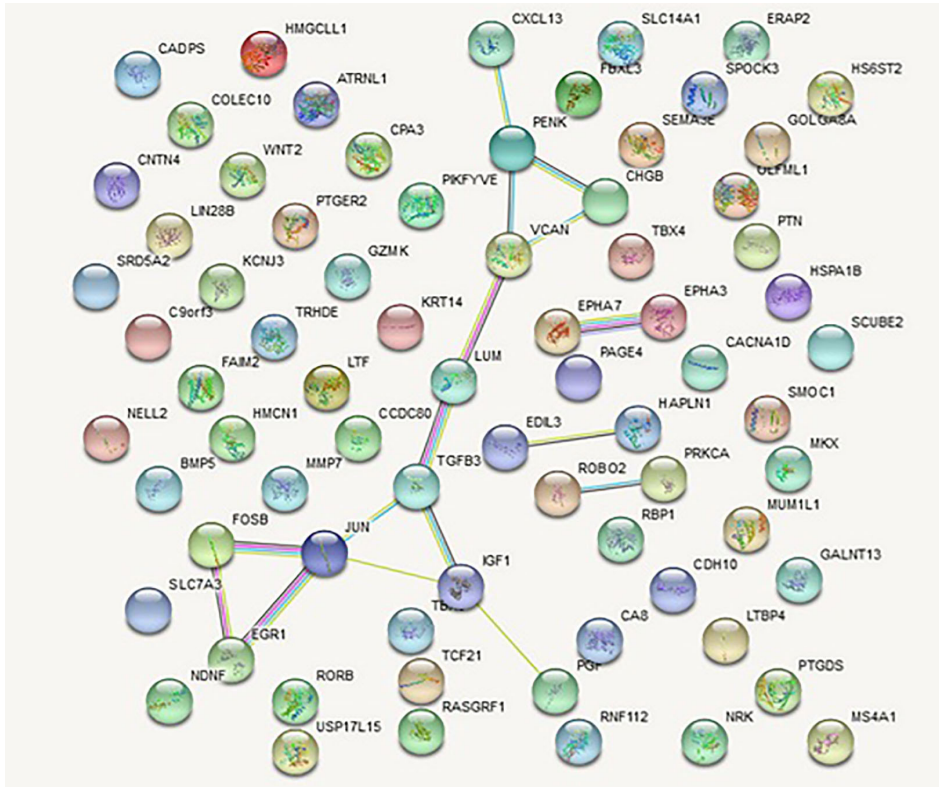 CXCL13
SLC14A1
ERAP2
HMGCLL1
CADPS
FBXL3
SPOCK3
HS6ST2
ATRNL1
COLEC10
PENK
SEMA3E
GOLGA8A
CPA3
WNT2
CNTN4
PIKFYVE
CHGB
OLFML1
LIN28B
PTGER2
VCAN
TBX4
PTN
SRD5A2
KCNJ3
GZMK
HSPA1B
EPHA7
EPHA3
C9orf3
TRHDE
KRT14
SCUBE2
PAGE4
CACNA1D
LUM
FAIM2
LTF
SMOC1
NELL2
HMCN1
CCDC80
EDIL3
HAPLN1
MKX
BMP5
MMP7
TGFB3
ROBO2
PRKCA
MUM1L1
FOSB
JUN
RBP1
IGF1
GALNT13
CDH10
SLC7A3
CA8
LTBP4
EGR1
TCF21
PGF
PTGDS
NDNF
RORB
RASGRF1
RNF112
NRK
MS4A1
USP17L15